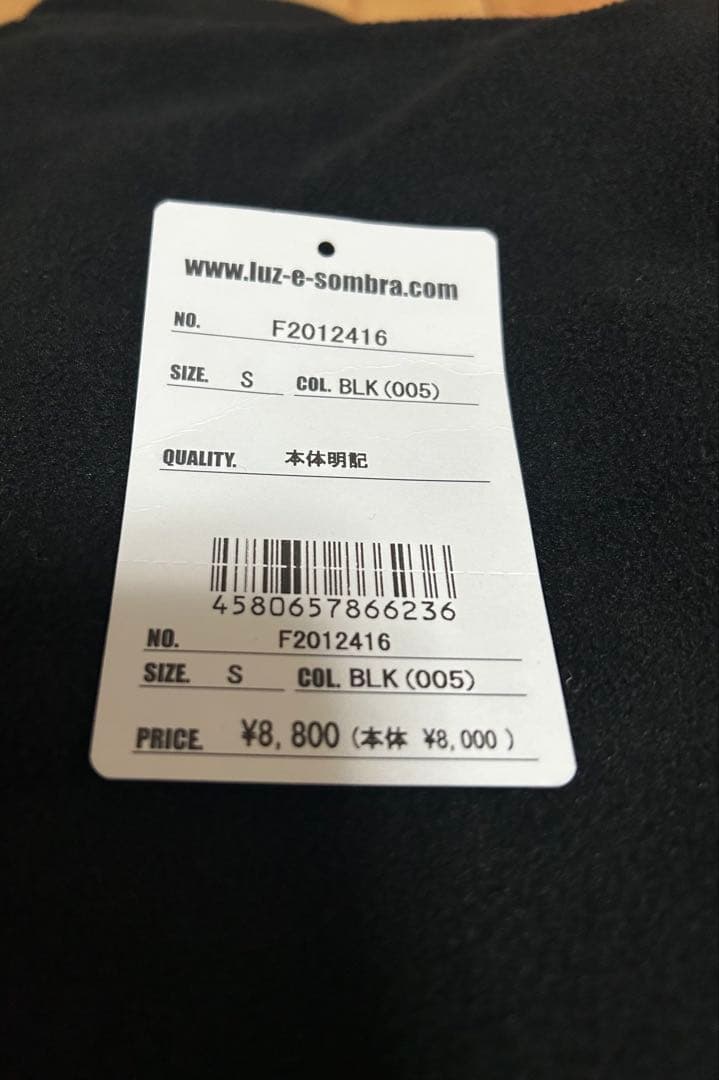 www.luz-e-sombra.com
NO. F2012416
SIZE. S COL. BLK(005)
QUALITY. 本体明記
4580657866236
NO. F2012416
SIZE. S COL. BLK(005)
PRICE. ¥8,800(本体 ¥8,000 )